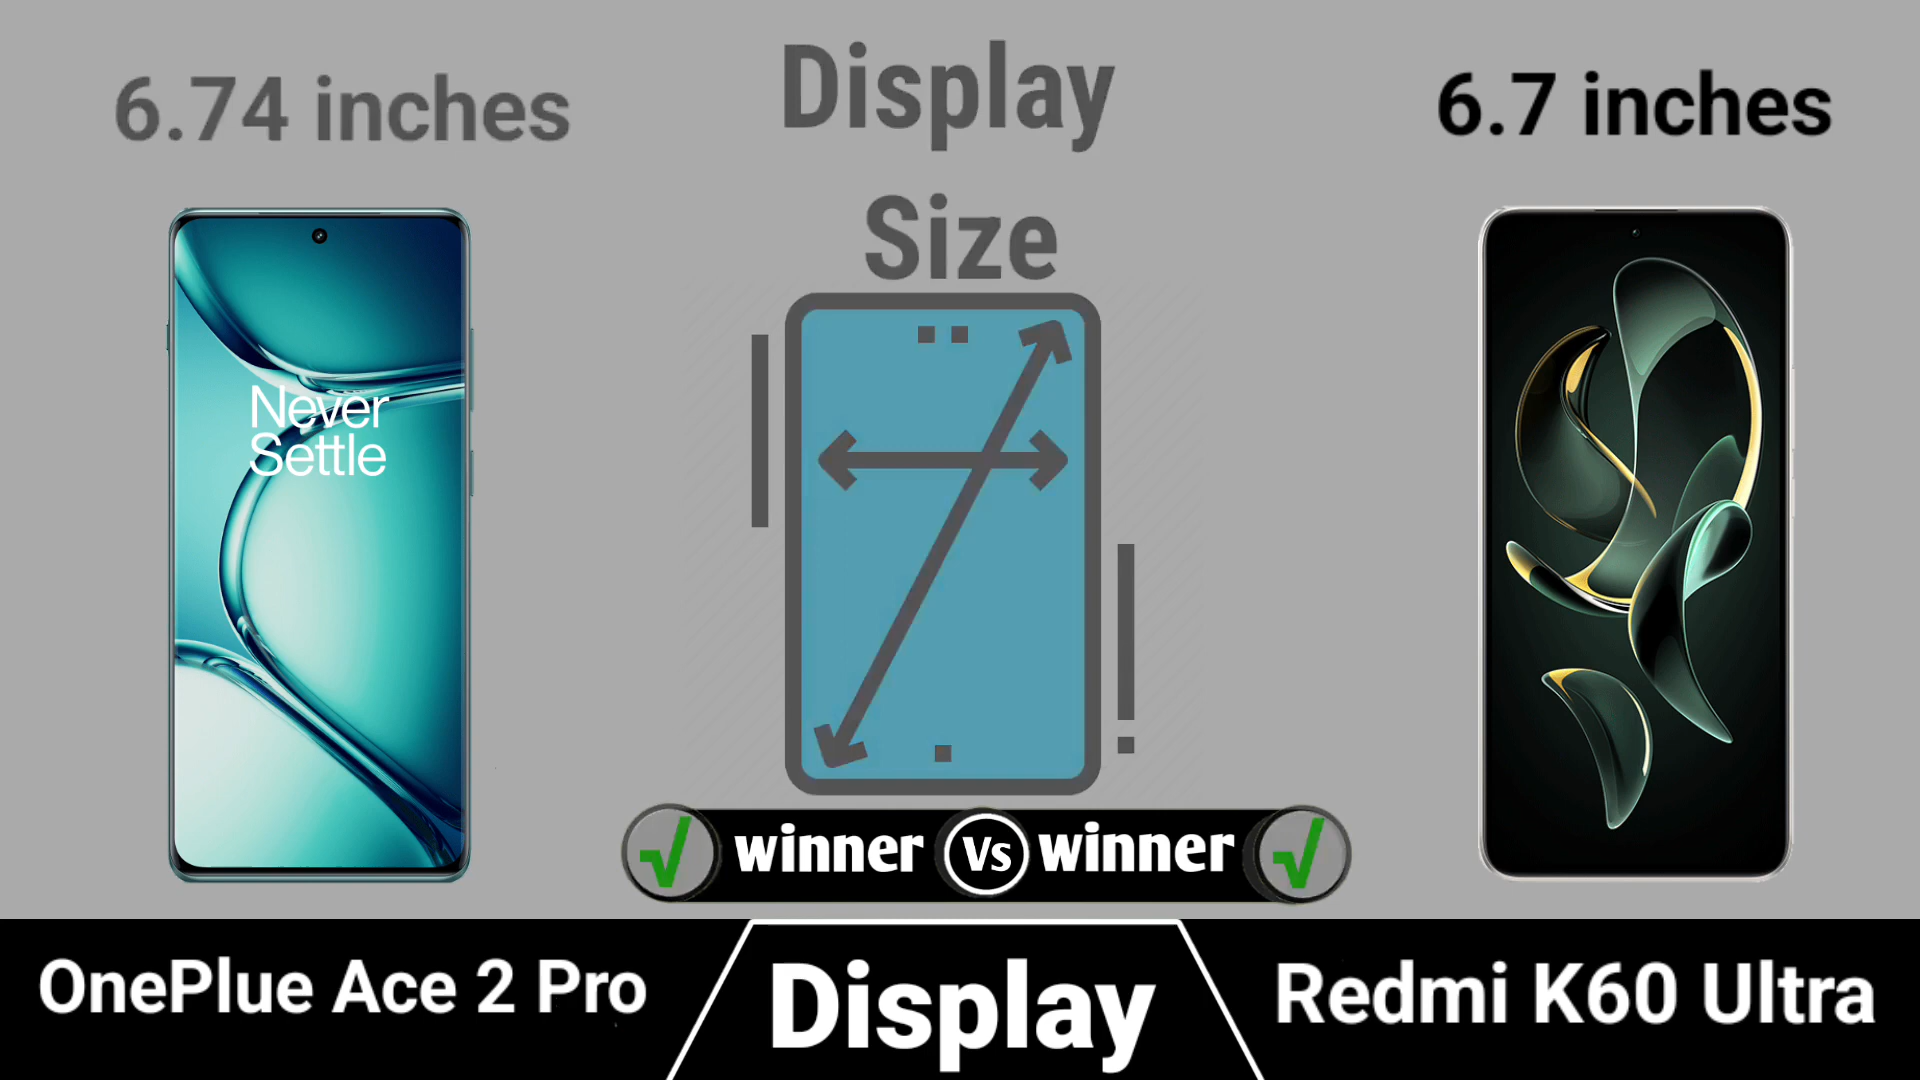 6.74 inches
Display
Size
6.7 inches
Never
Settle
winner Vs winner
OnePlue Ace 2 Pro
Display
Redmi K60 Ultra